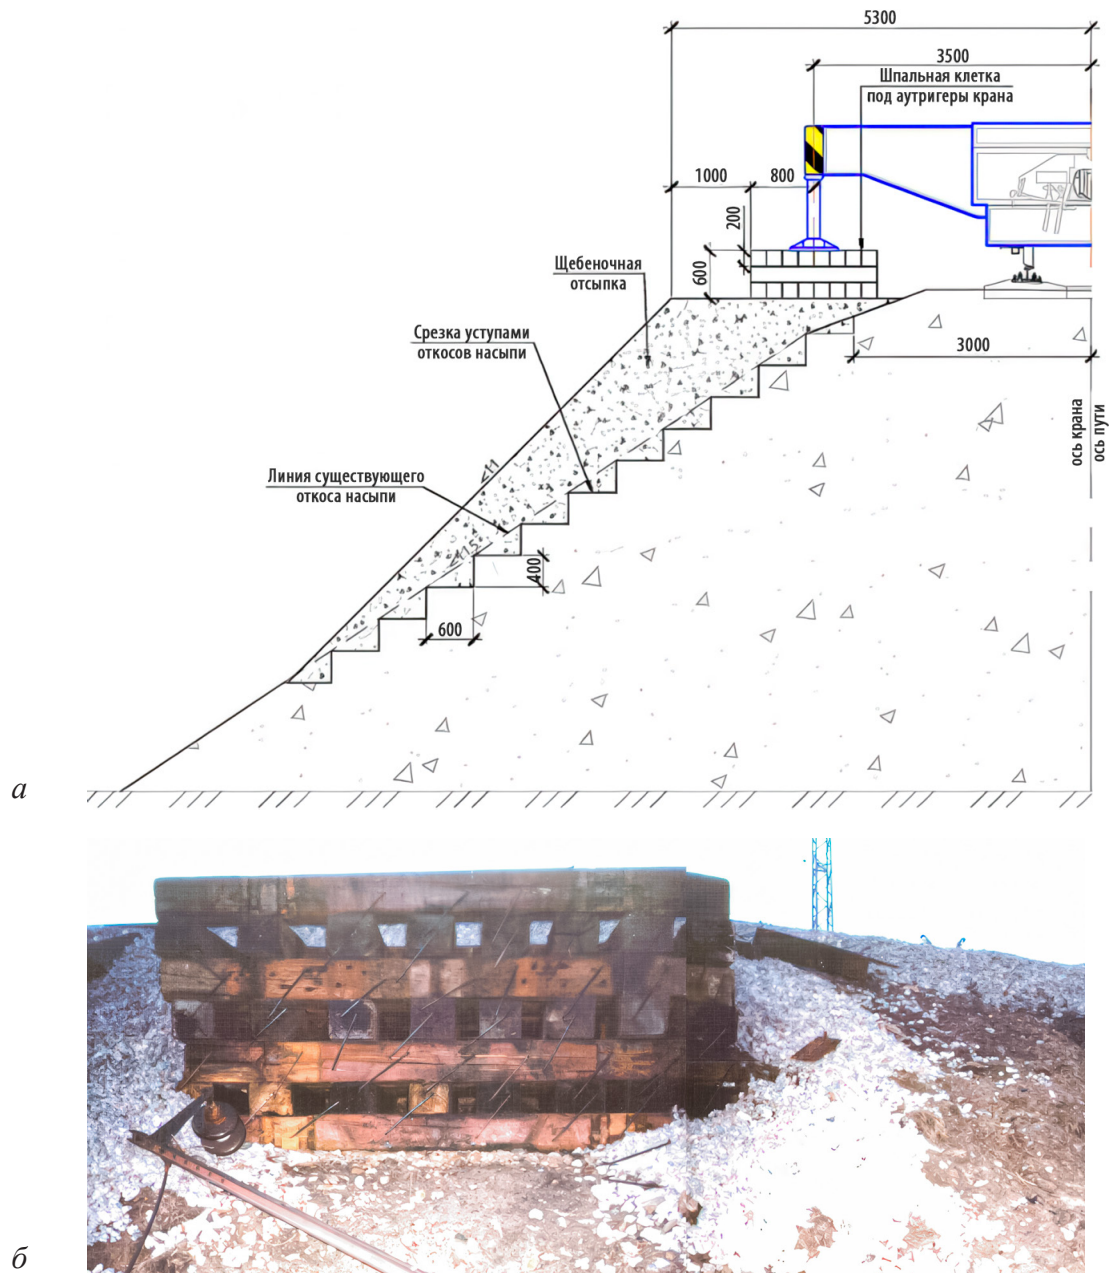 5300
3500
Шпальная клетка
под аутригеры крана
1000
800
200
600
Щебеночная
отсыпка
Срезка уступами
откосов насыпи
3000
ось крана
ось пути
Линия существующего
откоса насыпи
400
600
а
б